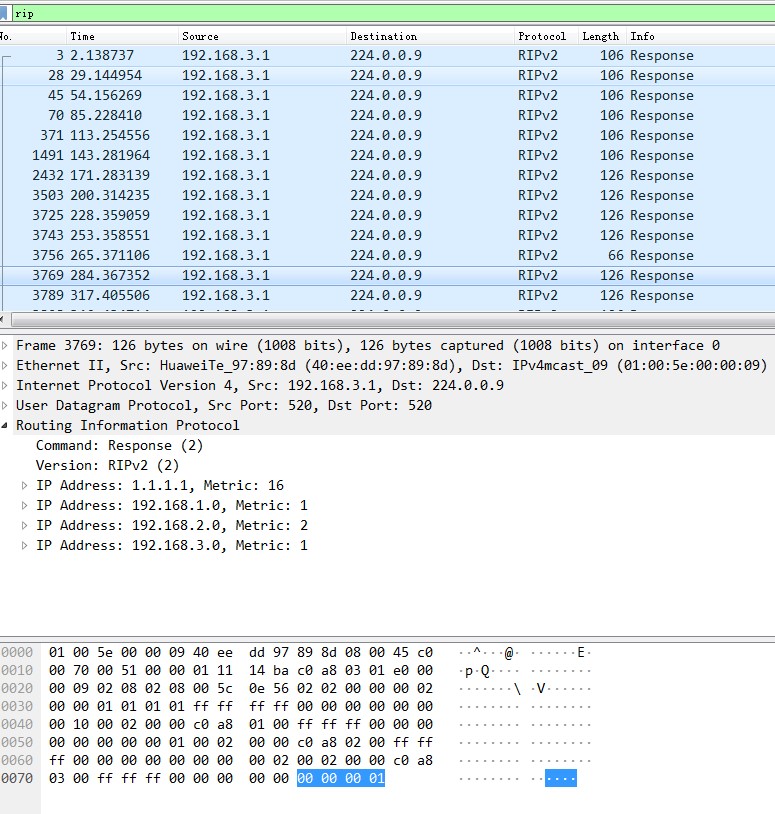 rip
No. Time Source Destination Protocol Length Info
3 2.138737 192.168.3.1 224.0.0.9 RIPv2 106 Response
28 29.144954 192.168.3.1 224.0.0.9 RIPv2 106 Response
45 54.156269 192.168.3.1 224.0.0.9 RIPv2 106 Response
70 85.228410 192.168.3.1 224.0.0.9 RIPv2 106 Response
371 113.254556 192.168.3.1 224.0.0.9 RIPv2 106 Response
1491 143.281964 192.168.3.1 224.0.0.9 RIPv2 106 Response
2432 171.283139 192.168.3.1 224.0.0.9 RIPv2 126 Response
3503 200.314235 192.168.3.1 224.0.0.9 RIPv2 126 Response
3725 228.359059 192.168.3.1 224.0.0.9 RIPv2 126 Response
3743 253.358551 192.168.3.1 224.0.0.9 RIPv2 126 Response
3756 265.371106 192.168.3.1 224.0.0.9 RIPv2 66 Response
3769 284.367352 192.168.3.1 224.0.0.9 RIPv2 126 Response
3789 317.405506 192.168.3.1 224.0.0.9 RIPv2 126 Response
Frame 3769: 126 bytes on wire (1008 bits), 126 bytes captured (1008 bits) on interface 0
Ethernet II, Src: HuaweiTe_97:89:8d (40:ee:dd:97:89:8d), Dst: IPv4mcast_09 (01:00:5e:00:00:09)
Internet Protocol Version 4, Src: 192.168.3.1, Dst: 224.0.0.9
User Datagram Protocol, Src Port: 520, Dst Port: 520
Routing Information Protocol
Command: Response (2)
Version: RIPv2 (2)
IP Address: 1.1.1.1, Metric: 16
IP Address: 192.168.1.0, Metric: 1
IP Address: 192.168.2.0, Metric: 2
IP Address: 192.168.3.0, Metric: 1
0000 01 00 5e 00 00 09 40 ee dd 97 89 8d 08 00 45 c0 ··^···@· ······E·
0010 00 70 00 51 00 00 01 11 14 ba c0 a8 03 01 e0 00 ·p·Q···· ········
0020 00 09 02 08 02 08 00 5c 0e 56 02 02 00 00 00 02 ·······\ ·V······
0030 00 00 01 01 01 01 ff ff ff ff 00 00 00 00 00 00 ········ ········
0040 00 10 00 02 00 00 c0 a8 01 00 ff ff ff 00 00 00 ········ ········
0050 00 00 00 00 00 01 00 02 00 00 c0 a8 02 00 ff ff ········ ········
0060 ff 00 00 00 00 00 00 00 00 02 00 02 00 00 c0 a8 ········ ········
0070 03 00 ff ff ff 00 00 00 00 00 00 00 00 01 ········ ······